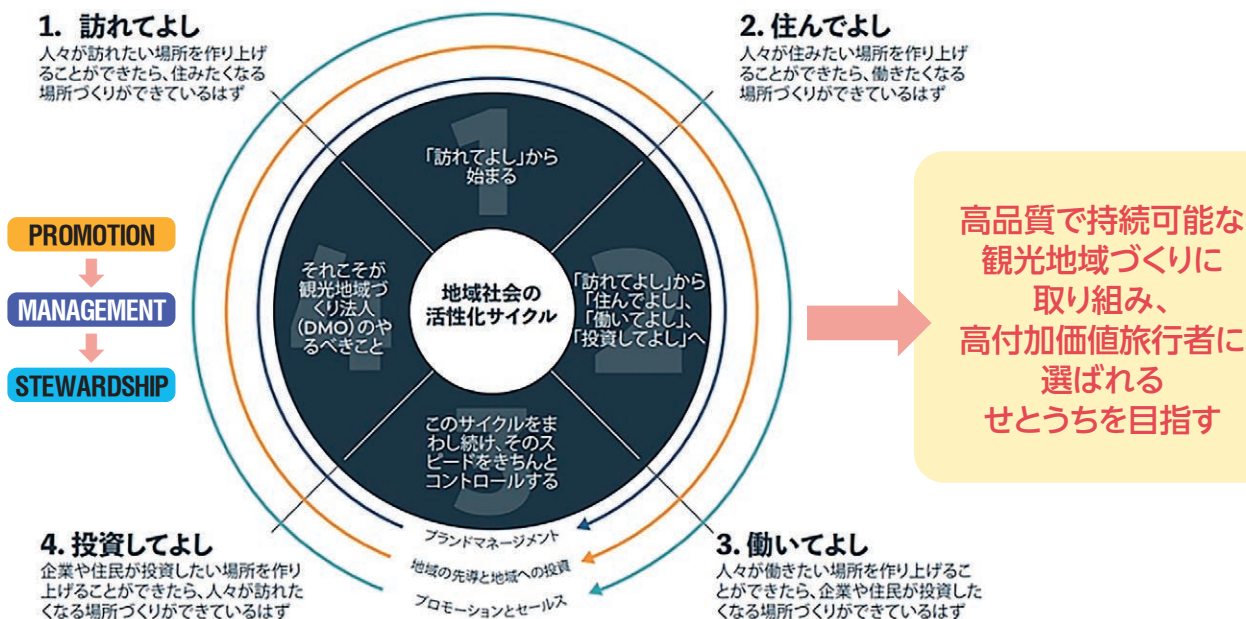 1. 訪れてよし
人々が訪れたい場所を作り上げ
ることができたら、住みたくなる
場所づくりができているはず
2. 住んでよし
人々が住みたい場所を作り上げ
ることができたら、働きたくなる
場所づくりができているはず
PROMOTION
MANAGEMENT
STEWARDSHIP
1
「訪れてよし」から
始まる
2
「訪れてよし」から
「住んでよし」、
「働いてよし」、
「投資してよし」へ
3
このサイクルをま
わし続け、そのス
ピードをきちんと
コントロールする
4
それこそが
観光地域づ
くり法人
（DMO）のや
るべきこと
地域社会の
活性化サイクル
ブランドマネージメント
地域の先導と地域への投資
プロモーションとセールス
高品質で持続可能な
観光地域づくりに
取り組み、
高付加価値旅行者に
選ばれる
せとうちを目指す
4. 投資してよし
企業や住民が投資したい場所を作り
上げることができたら、人々が訪れた
くなる場所づくりができているはず
3. 働いてよし
人々が働きたい場所を作り上げるこ
とができたら、企業や住民が投資した
くなる場所づくりができているはず